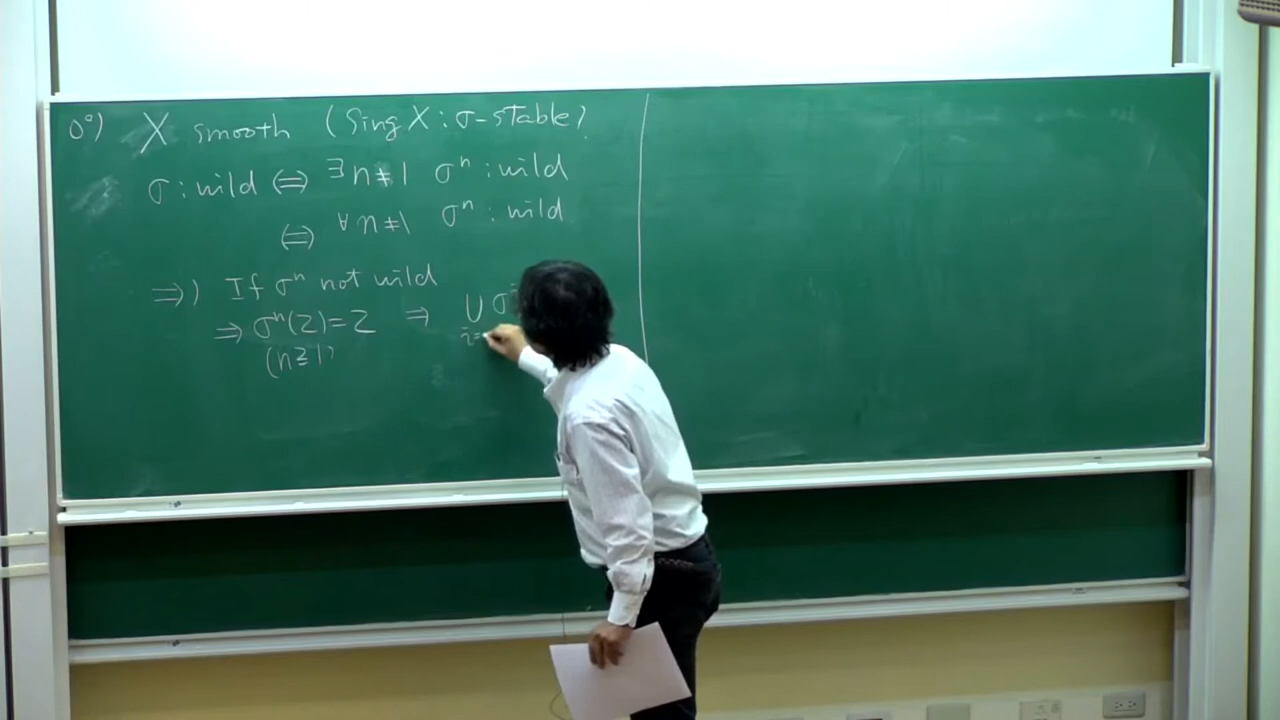 0°) X smooth (Sing X : σ-stable?
σ : wild ⇔ ∃n ≠ 1 σⁿ : wild
⇔ ∀n ≠ 1 σⁿ : wild
⇒) If σⁿ not wild
⇒ σⁿ(Z) = Z ⇒ ∪ σ
(n ≥ 1) i=